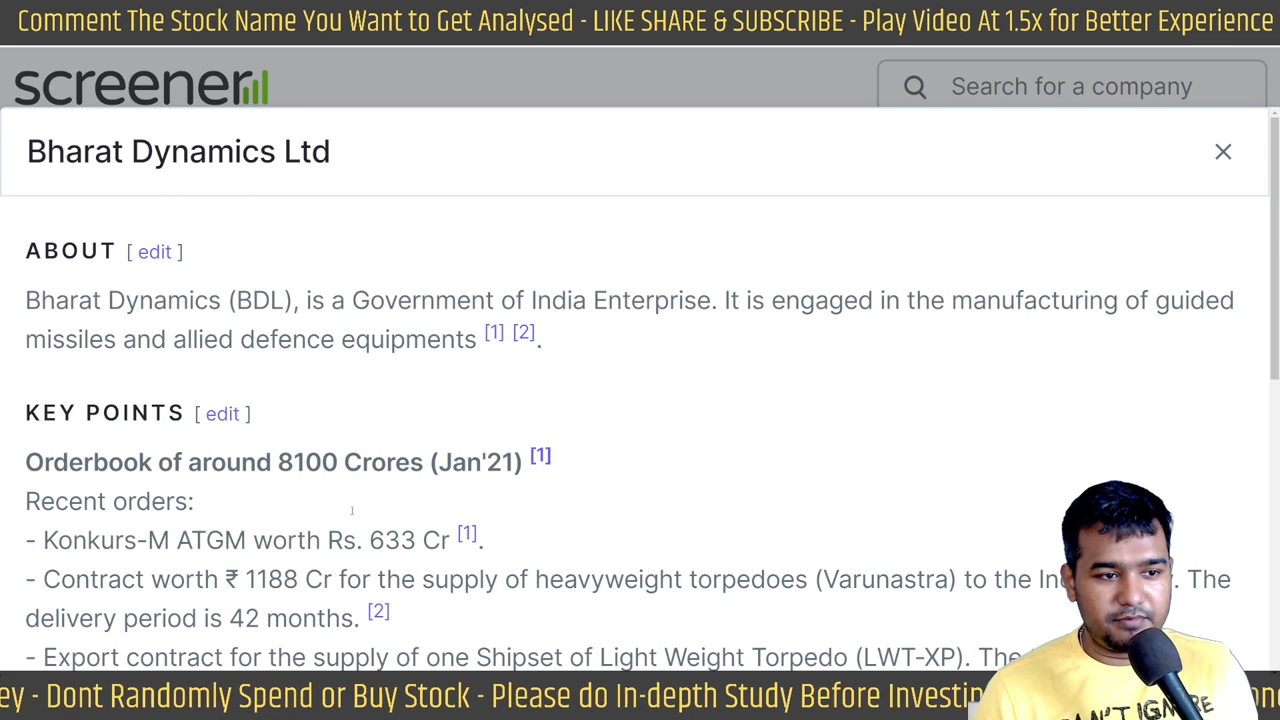 Comment The Stock Name You Want to Get Analysed - LIKE SHARE & SUBSCRIBE - Play Video At 1.5x for Better Experience
screener
Search for a company
Bharat Dynamics Ltd
ABOUT [ edit ]
Bharat Dynamics (BDL), is a Government of India Enterprise. It is engaged in the manufacturing of guided
missiles and allied defence equipments [1] [2].
KEY POINTS [ edit ]
Orderbook of around 8100 Crores (Jan'21) [1]
Recent orders:
- Konkurs-M ATGM worth Rs. 633 Cr [1].
- Contract worth ₹ 1188 Cr for the supply of heavyweight torpedoes (Varunastra) to the The
delivery period is 42 months. [2]
- Export contract for the supply of one Shipset of Light Weight Torpedo (LWT-XP).
- Dont Randomly Spend or Buy Stock - Please do In-depth Study Before
CAN'T IGNORE